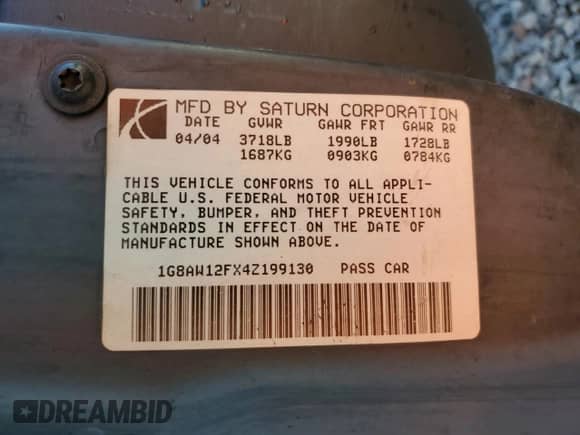 MFD BY SATURN CORPORATION
DATE GVWR GAWR FRT GAWR RR
04/04 3718LB 1990LB 1728LB
1687KG 0903KG 0784KG
THIS VEHICLE CONFORMS TO ALL APPLI-
CABLE U.S. FEDERAL MOTOR VEHICLE
SAFETY, BUMPER, AND THEFT PREVENTION
STANDARDS IN EFFECT ON THE DATE OF
MANUFACTURE SHOWN ABOVE.
1G8AW12FX4Z199130 PASS CAR
DREAMBID